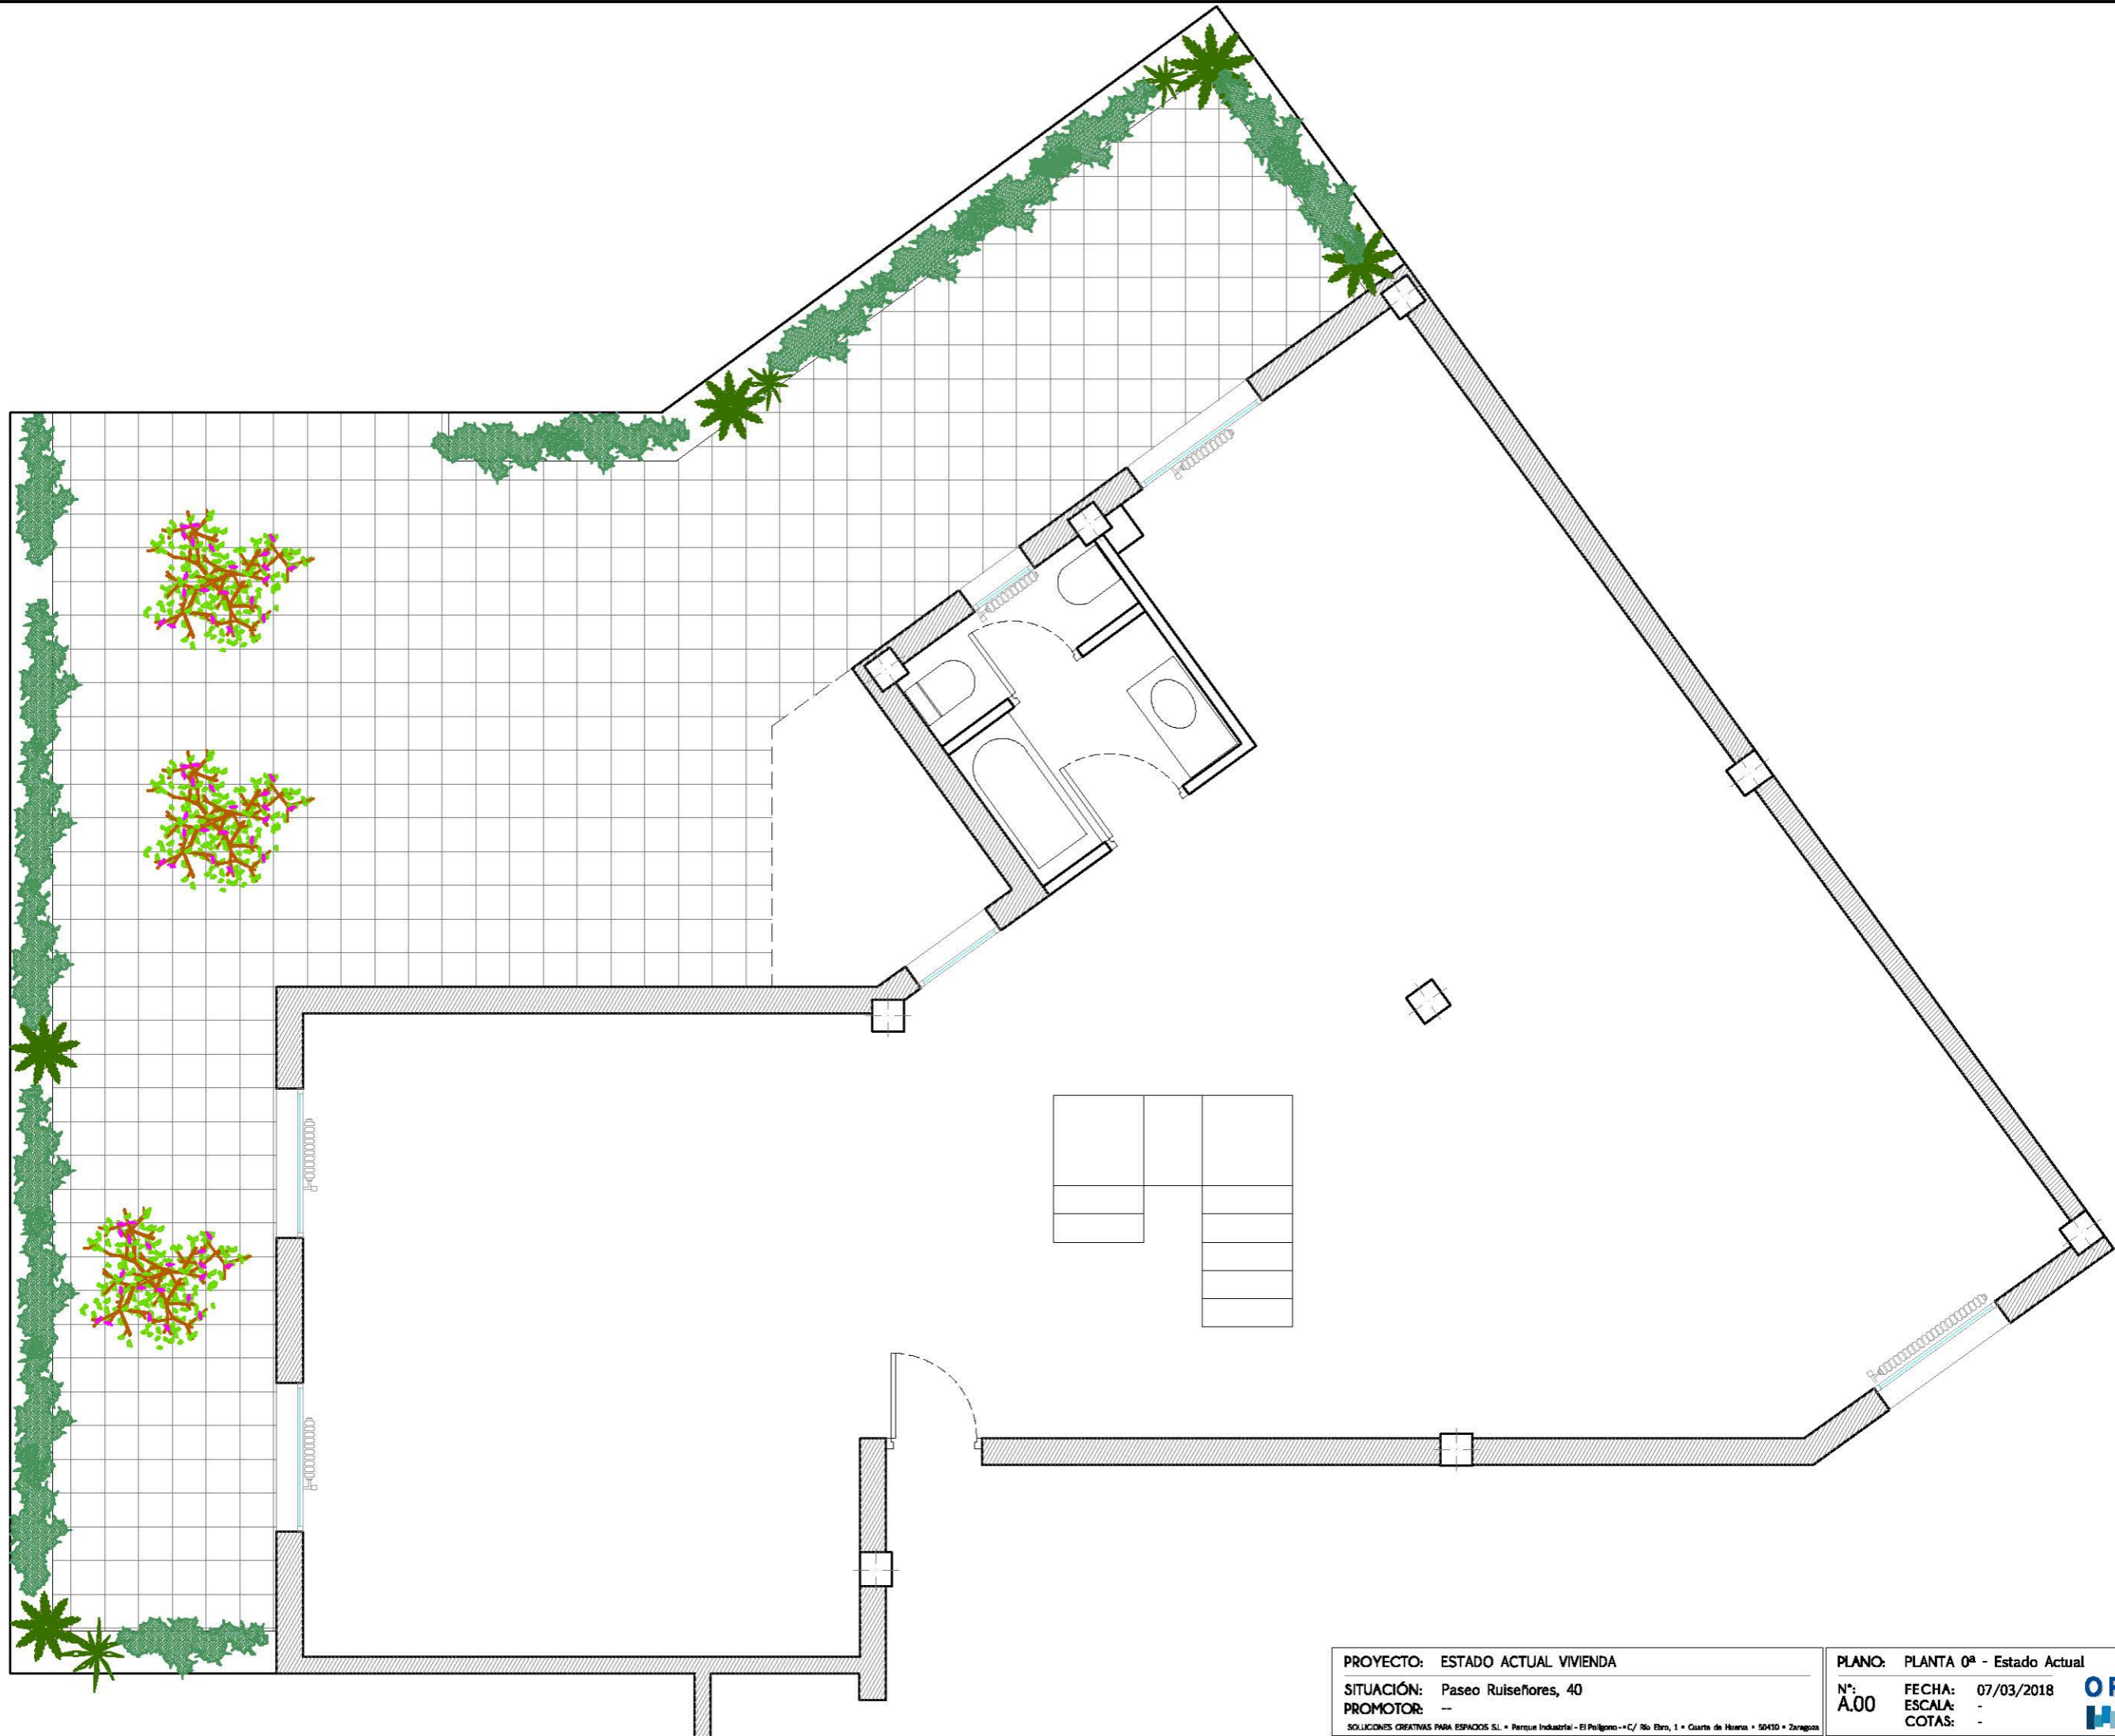 PROYECTO: ESTADO ACTUAL VIVIENDA
SITUACIÓN: Paseo Ruiseñores, 40
PROMOTOR: --
SOLUCIONES CREATIVAS PARA ESPACIOS S.L • Parque Industrial - El Polígono -•C/ Río Ebro, 1 • Cuarte de Huerva • 50410 • Zaragoza
PLANO: PLANTA 0ª - Estado Actual
Nº: A.00
FECHA: 07/03/2018
ESCALA: -
COTAS: -